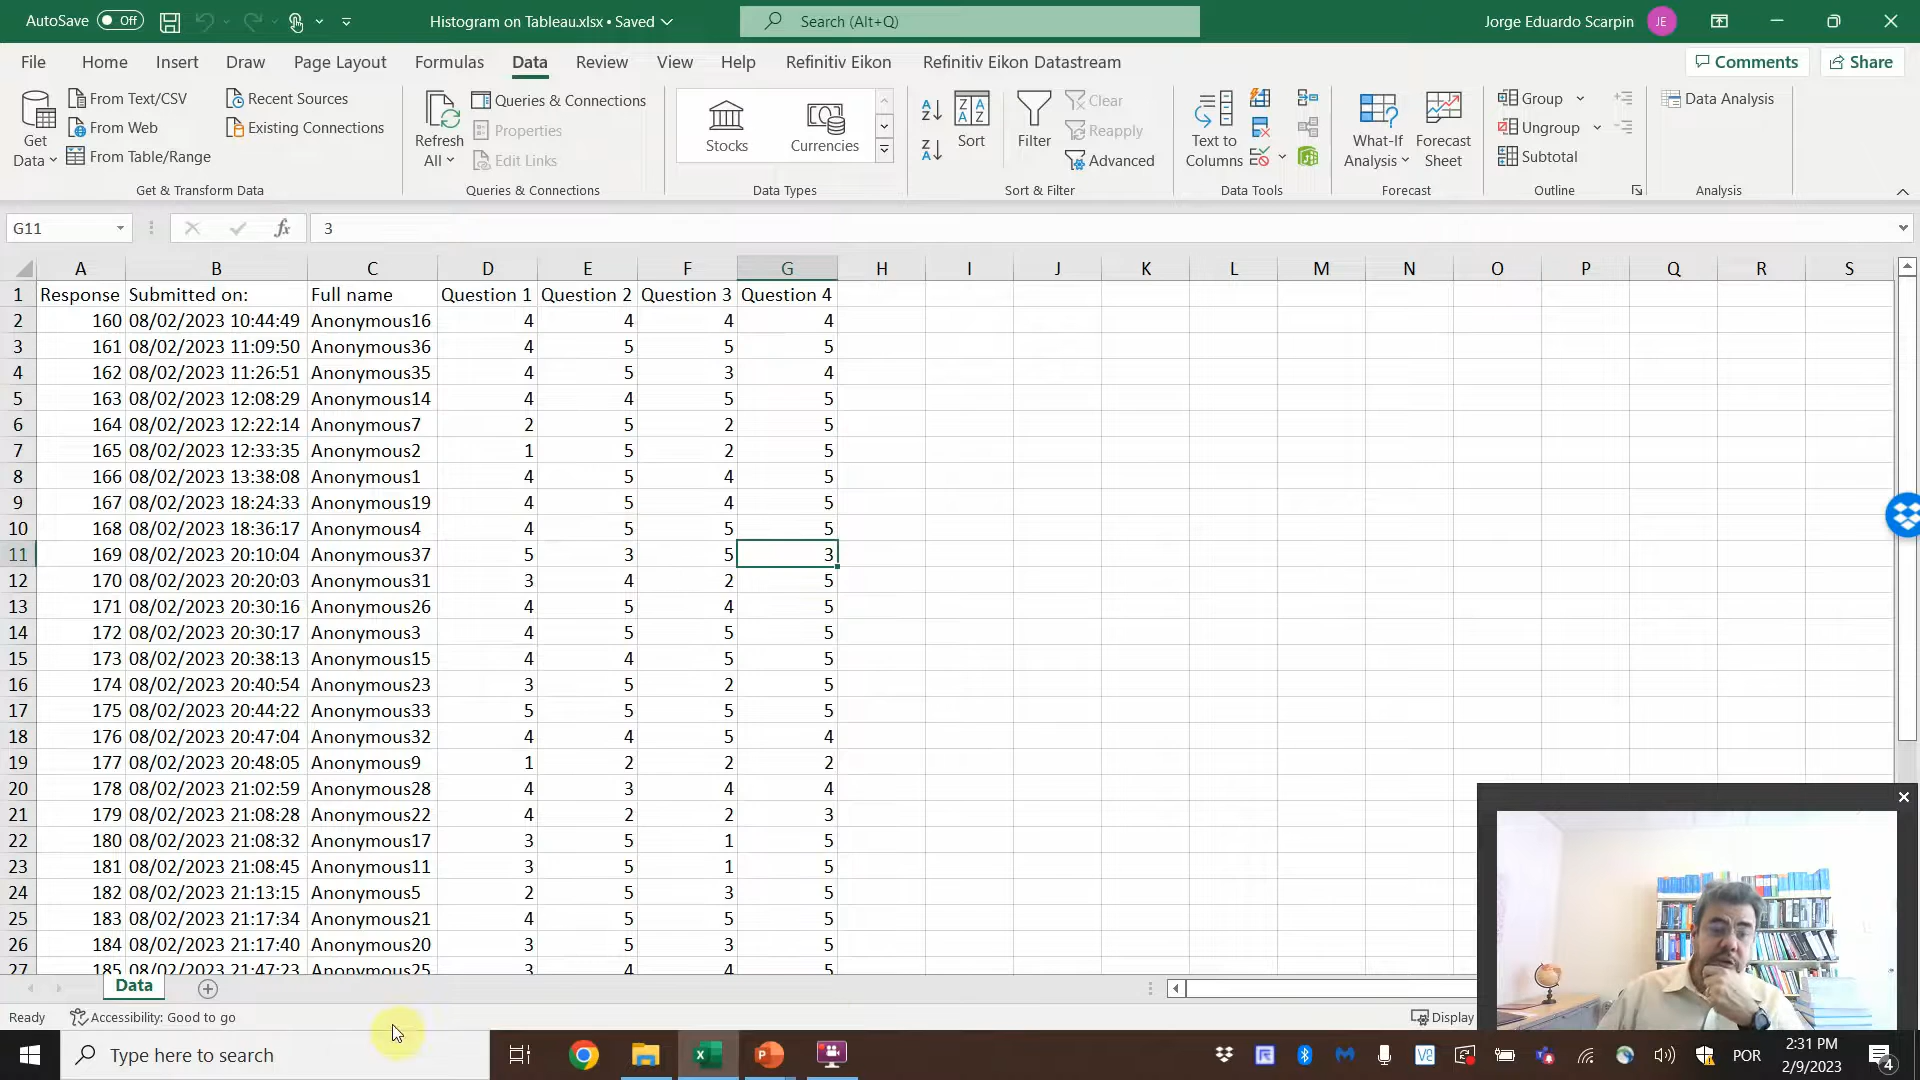 AutoSave Off Histogram on Tableau.xlsx • Saved Search (Alt+Q) Jorge Eduardo Scarpin JE
File Home Insert Draw Page Layout Formulas Data Review View Help Refinitiv Eikon Refinitiv Eikon Datastream Comments Share
Get Data
From Text/CSV
From Web
From Table/Range
Recent Sources
Existing Connections
Get & Transform Data
Refresh All
Queries & Connections
Properties
Edit Links
Queries & Connections
Stocks
Currencies
Data Types
Sort
Filter
Clear
Reapply
Advanced
Sort & Filter
Text to Columns
Data Tools
What-If Analysis
Forecast Sheet
Forecast
Group
Ungroup
Subtotal
Outline
Data Analysis
Analysis
G11 fx 3
A B C D E F G H I J K L M N O P Q R S
1 Response Submitted on: Full name Question 1 Question 2 Question 3 Question 4
2 160 08/02/2023 10:44:49 Anonymous16 4 4 4 4
3 161 08/02/2023 11:09:50 Anonymous36 4 5 5 5
4 162 08/02/2023 11:26:51 Anonymous35 4 5 3 4
5 163 08/02/2023 12:08:29 Anonymous14 4 4 5 5
6 164 08/02/2023 12:22:14 Anonymous7 2 5 2 5
7 165 08/02/2023 12:33:35 Anonymous2 1 5 2 5
8 166 08/02/2023 13:38:08 Anonymous1 4 5 4 5
9 167 08/02/2023 18:24:33 Anonymous19 4 5 4 5
10 168 08/02/2023 18:36:17 Anonymous4 4 5 5 5
11 169 08/02/2023 20:10:04 Anonymous37 5 3 5 3
12 170 08/02/2023 20:20:03 Anonymous31 3 4 2 5
13 171 08/02/2023 20:30:16 Anonymous26 4 5 4 5
14 172 08/02/2023 20:30:17 Anonymous3 4 5 5 5
15 173 08/02/2023 20:38:13 Anonymous15 4 4 5 5
16 174 08/02/2023 20:40:54 Anonymous23 3 5 2 5
17 175 08/02/2023 20:44:22 Anonymous33 5 5 5 5
18 176 08/02/2023 20:47:04 Anonymous32 4 4 5 4
19 177 08/02/2023 20:48:05 Anonymous9 1 2 2 2
20 178 08/02/2023 21:02:59 Anonymous28 4 3 4 4
21 179 08/02/2023 21:08:28 Anonymous22 4 2 2 3
22 180 08/02/2023 21:08:32 Anonymous17 3 5 1 5
23 181 08/02/2023 21:08:45 Anonymous11 3 5 1 5
24 182 08/02/2023 21:13:15 Anonymous5 2 5 3 5
25 183 08/02/2023 21:17:34 Anonymous21 4 5 5 5
26 184 08/02/2023 21:17:40 Anonymous20 3 5 3 5
27 185 08/02/2023 21:47:23 Anonymous25 3 4 4 5
Data
Ready Accessibility: Good to go Display
Type here to search POR 2:31 PM
2/9/2023 4